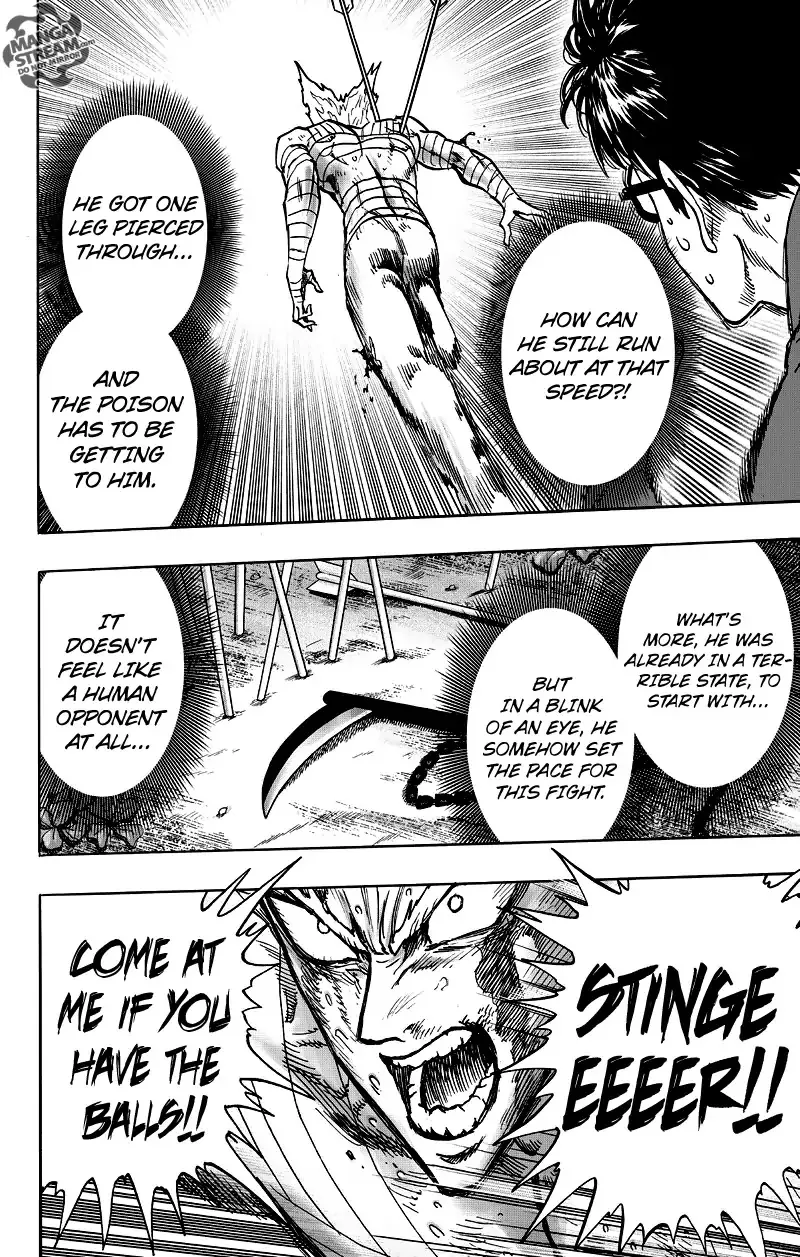 MANGA
STREAM.com
DO-NOT-MIRROR
HOW CAN
HE STILL RUN
ABOUT AT THAT
SPEED?!
HE GOT ONE
LEG PIERCED
THROUGH...
AND
THE POISON
HAS TO BE
GETTING
TO HIM.
WHAT'S
MORE, HE WAS
ALREADY IN A TER-
RIBLE STATE, TO
START WITH...
BUT
IN A BLINK
OF AN EYE, HE
SOMEHOW SET
THE PACE FOR
THIS FIGHT.
IT
DOESN'T
FEEL LIKE
A HUMAN
OPPONENT
AT ALL...
STINGE
EEEER!!
COME AT
ME IF YOU
HAVE THE
BALLS!!